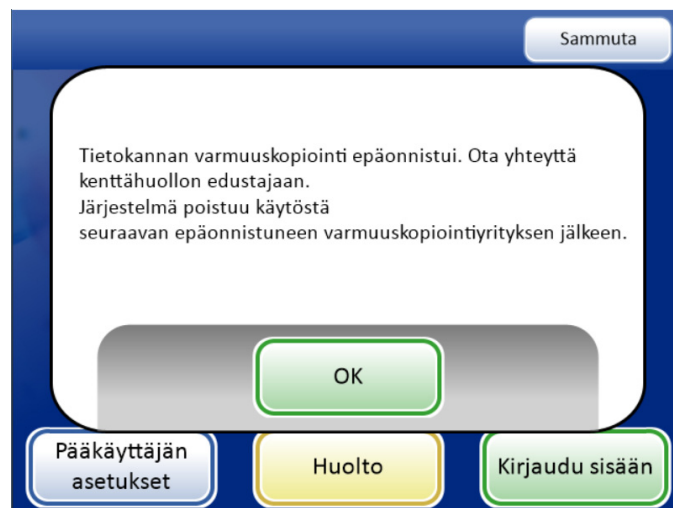 Sammuta
Tietokannan varmuuskopiointi epäonnistui. Ota yhteyttä
kenttähuollon edustajaan.
Järjestelmä poistuu käytöstä
seuraavan epäonnistuneen varmuuskopiointiyrityksen jälkeen.
OK
Pääkäyttäjän
asetukset
Huolto
Kirjaudu sisään